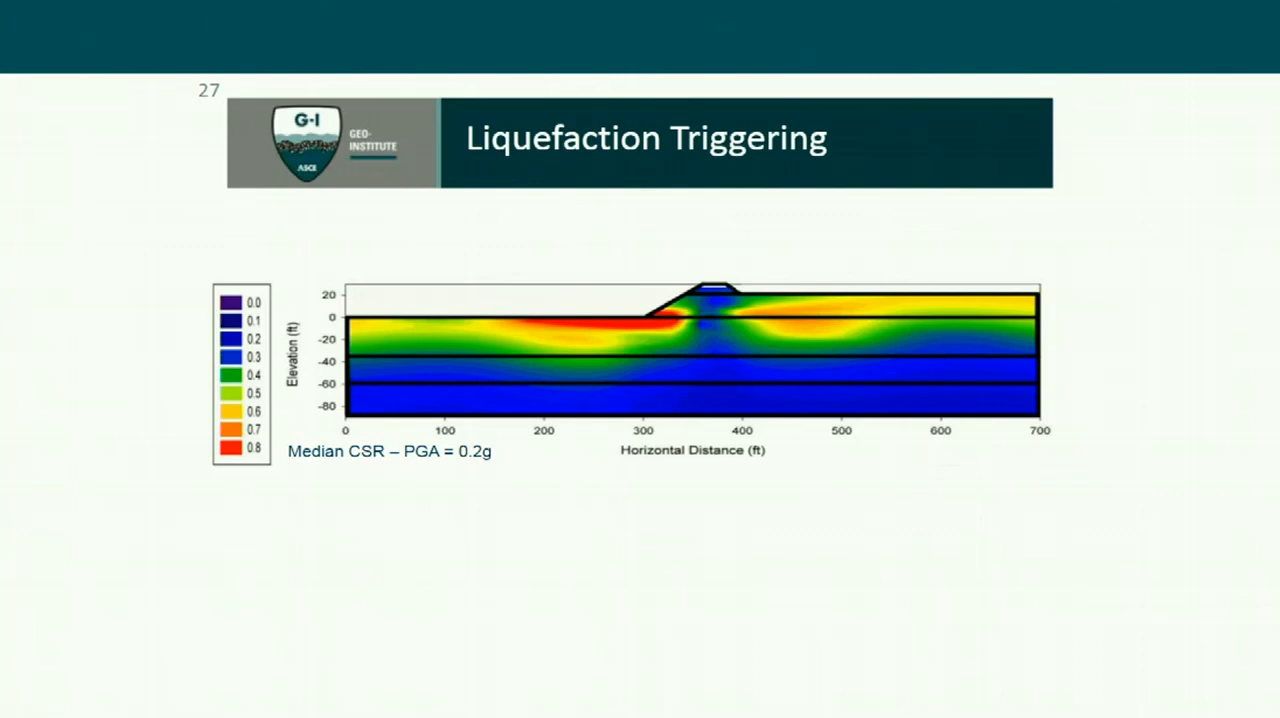 27
G-I
GEO-
INSTITUTE
ASCE
Liquefaction Triggering
0.0
0.1
0.2
0.3
0.4
0.5
0.6
0.7
0.8
Elevation (ft)
20
0
-20
-40
-60
-80
0 100 200 300 400 500 600 700
Horizontal Distance (ft)
Median CSR – PGA = 0.2g